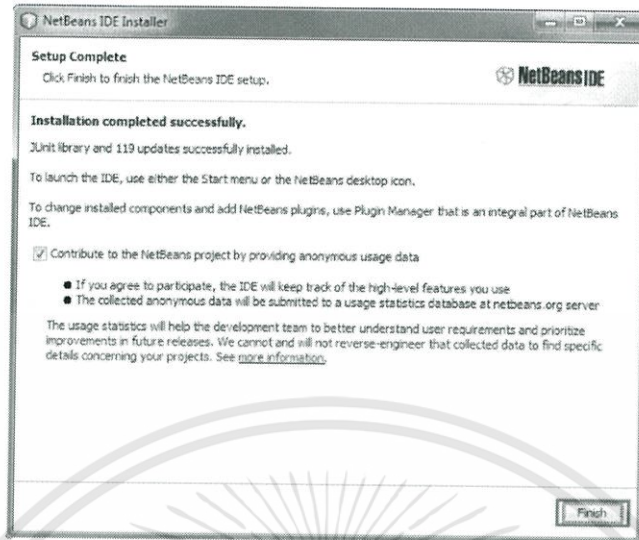 NetBeans IDE Installer
Setup Complete
Click Finish to finish the NetBeans IDE setup.
NetBeans IDE
Installation completed successfully.
JUnit library and 119 updates successfully installed.
To launch the IDE, use either the Start menu or the NetBeans desktop icon.
To change installed components and add NetBeans plugins, use Plugin Manager that is an integral part of NetBeans
IDE.
Contribute to the NetBeans project by providing anonymous usage data
● If you agree to participate, the IDE will keep track of the high-level features you use
● The collected anonymous data will be submitted to a usage statistics database at netbeans.org server
The usage statistics will help the development team to better understand user requirements and prioritize
improvements in future releases. We cannot and will not reverse-engineer that collected data to find specific
details concerning your projects. See more information.
Finish